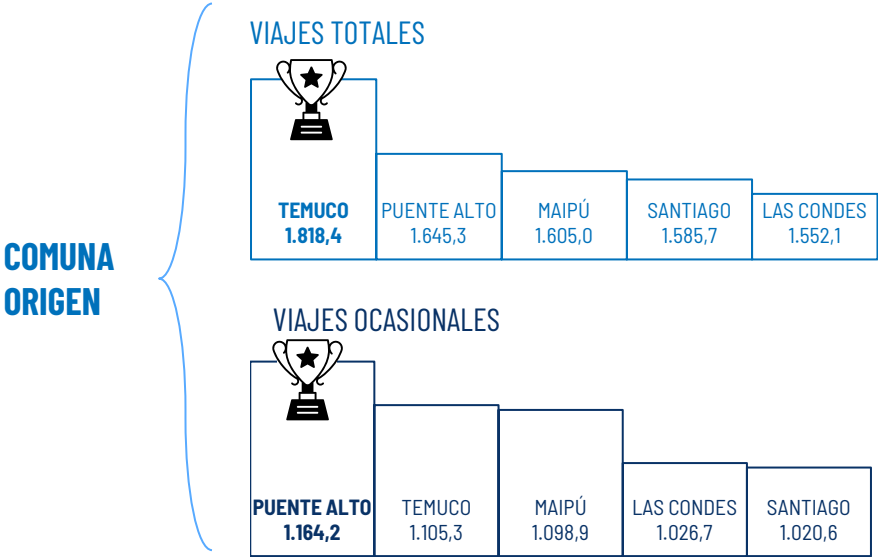 VIAJES TOTALES
TEMUCO
1.818,4
PUENTE ALTO
1.645,3
MAIPÚ
1.605,0
SANTIAGO
1.585,7
LAS CONDES
1.552,1
COMUNA
ORIGEN
VIAJES OCASIONALES
PUENTE ALTO
1.164,2
TEMUCO
1.105,3
MAIPÚ
1.098,9
LAS CONDES
1.026,7
SANTIAGO
1.020,6